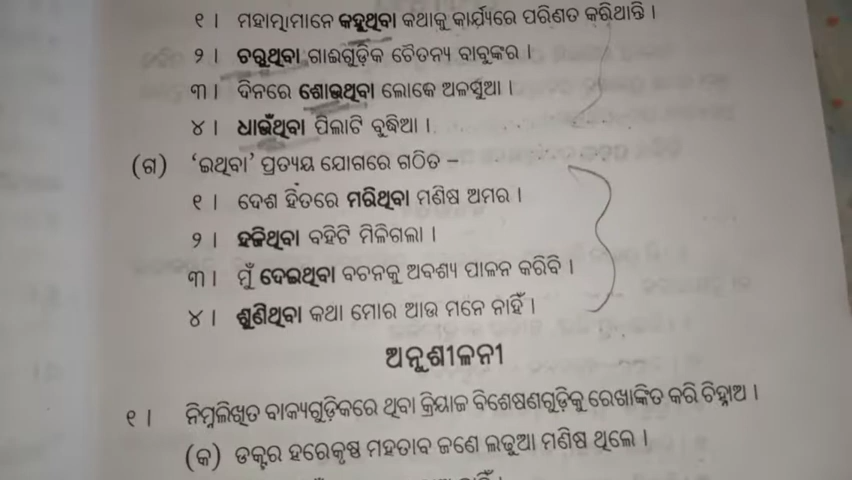 ୧ । ମହାତ୍ମାମାନେ କହୁଥିବା କଥାକୁ କାର୍ଯ୍ୟରେ ପରିଣତ କରିଥାନ୍ତି ।
୨ । ଚରୁଥିବା ଗାଈଗୁଡ଼ିକ ଚୈତନ୍ୟ ବାବୁଙ୍କର ।
୩ । ଦିନରେ ଶୋଉଥିବା ଲୋକେ ଅଳସୁଆ ।
୪ । ଧାଉଁଥିବା ପିଲାଟି ବୁଦ୍ଧିଆ ।
(ଗ) ‘ଇଥିବା’ ପ୍ରତ୍ୟୟ ଯୋଗରେ ଗଠିତ –
୧ । ଦେଶ ହିତରେ ମରିଥିବା ମଣିଷ ଅମର ।
୨ । ହଜିଥିବା ବହିଟି ମିଳିଗଲା ।
୩ । ମୁଁ ଦେଇଥିବା ବଚନକୁ ଅବଶ୍ୟ ପାଳନ କରିବି ।
୪ । ଶୁଣିଥିବା କଥା ମୋର ଆଉ ମନେ ନାହିଁ ।
ଅନୁଶୀଳନୀ
୧ । ନିମ୍ନଲିଖିତ ବାକ୍ୟଗୁଡ଼ିକରେ ଥିବା କ୍ରିୟାଜ ବିଶେଷଣଗୁଡ଼ିକୁ ରେଖାଙ୍କିତ କରି ଚିହ୍ନାଅ ।
(କ) ଡକ୍ଟର ହରେକୃଷ୍ଣ ମହତାବ ଜଣେ ଲଢୁଆ ମଣିଷ ଥିଲେ ।